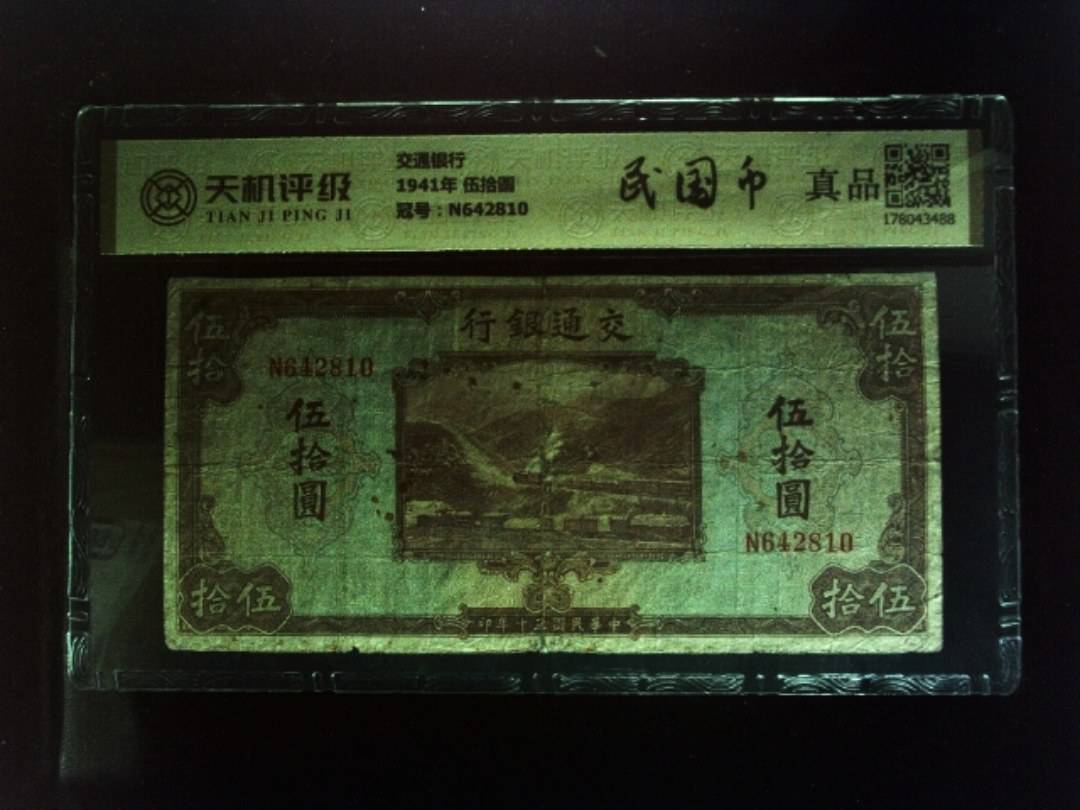 天机评级
TIAN JI PING JI
交通银行
1941年 伍拾圓
冠号：N642810
民国币
真品
178043488
行銀通交
伍拾
伍拾
N642810
伍拾圓
伍拾圓
N642810
拾伍
拾伍
印年十三國民華中